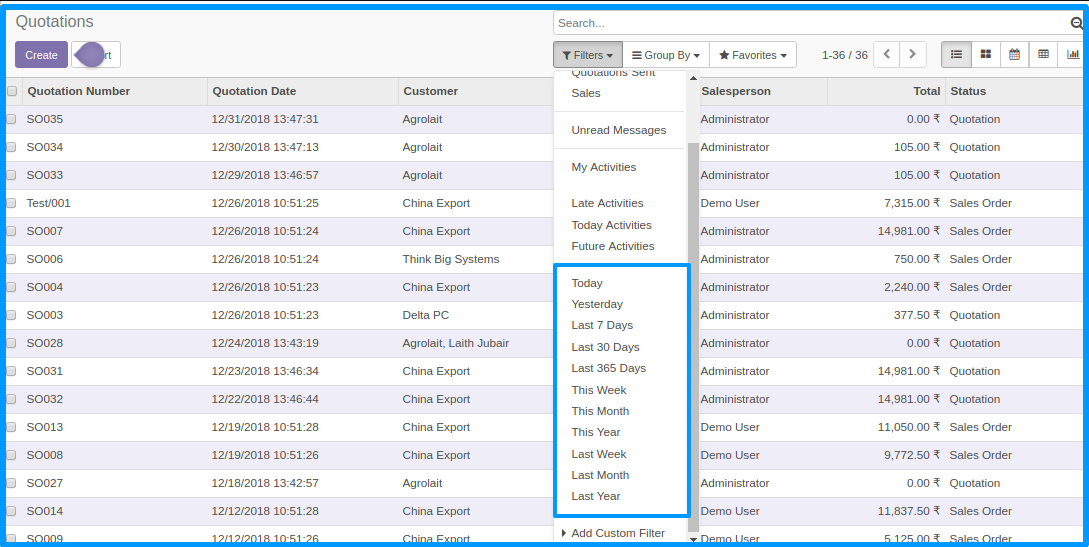 Quotations
Search...
Create
Filters Group By Favorites 1-36 / 36
Quotation Number Quotation Date Customer Salesperson Total Status
SO035 12/31/2018 13:47:31 Agrolait Administrator 0.00 ₹ Quotation
SO034 12/30/2018 13:47:13 Agrolait Administrator 105.00 ₹ Quotation
SO033 12/29/2018 13:46:57 Agrolait Administrator 105.00 ₹ Quotation
Test/001 12/26/2018 10:51:25 China Export Demo User 7,315.00 ₹ Sales Order
SO007 12/26/2018 10:51:24 China Export Administrator 14,981.00 ₹ Sales Order
SO006 12/26/2018 10:51:24 Think Big Systems Administrator 750.00 ₹ Sales Order
SO004 12/26/2018 10:51:23 China Export Administrator 2,240.00 ₹ Sales Order
SO003 12/26/2018 10:51:23 Delta PC Administrator 377.50 ₹ Quotation
SO028 12/24/2018 13:43:19 Agrolait, Laith Jubair Administrator 0.00 ₹ Quotation
SO031 12/23/2018 13:46:34 China Export Administrator 14,981.00 ₹ Quotation
SO032 12/22/2018 13:46:44 China Export Administrator 14,981.00 ₹ Quotation
SO013 12/19/2018 10:51:28 China Export Demo User 11,050.00 ₹ Sales Order
SO008 12/19/2018 10:51:26 China Export Demo User 9,772.50 ₹ Sales Order
SO027 12/18/2018 13:42:57 Agrolait Administrator 0.00 ₹ Quotation
SO014 12/12/2018 10:51:28 China Export Demo User 11,837.50 ₹ Sales Order
SO009 12/12/2018 10:51:26 China Export Demo User 5,125.00 ₹ Sales Order
Quotations Sent
Sales
Unread Messages
My Activities
Late Activities
Today Activities
Future Activities
Today
Yesterday
Last 7 Days
Last 30 Days
Last 365 Days
This Week
This Month
This Year
Last Week
Last Month
Last Year
Add Custom Filter